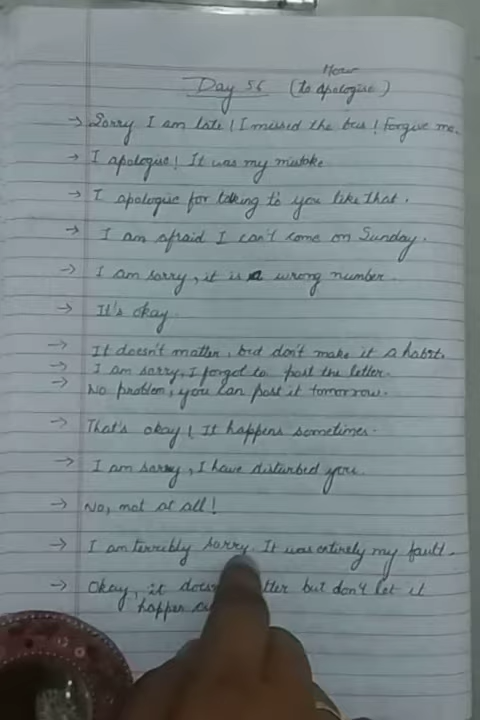 How
Day 56 (to apologise)
→ Sorry I am late! I missed the bus! Forgive me.
→ I apologise! It was my mistake
→ I apologise for talking to you like that.
→ I am afraid I can't come on Sunday.
→ I am sorry, it is a wrong number.
→ It's okay.
→ It doesn't matter, but don't make it a habit.
→ I am sorry, I forgot to post the letter.
→ No problem, you can post it tomorrow.
→ That's okay! It happens sometimes.
→ I am sorry, I have disturbed you.
→ No, not at all!
→ I am terribly sorry. It was entirely my fault.
→ Okay, it but don't let it
happen